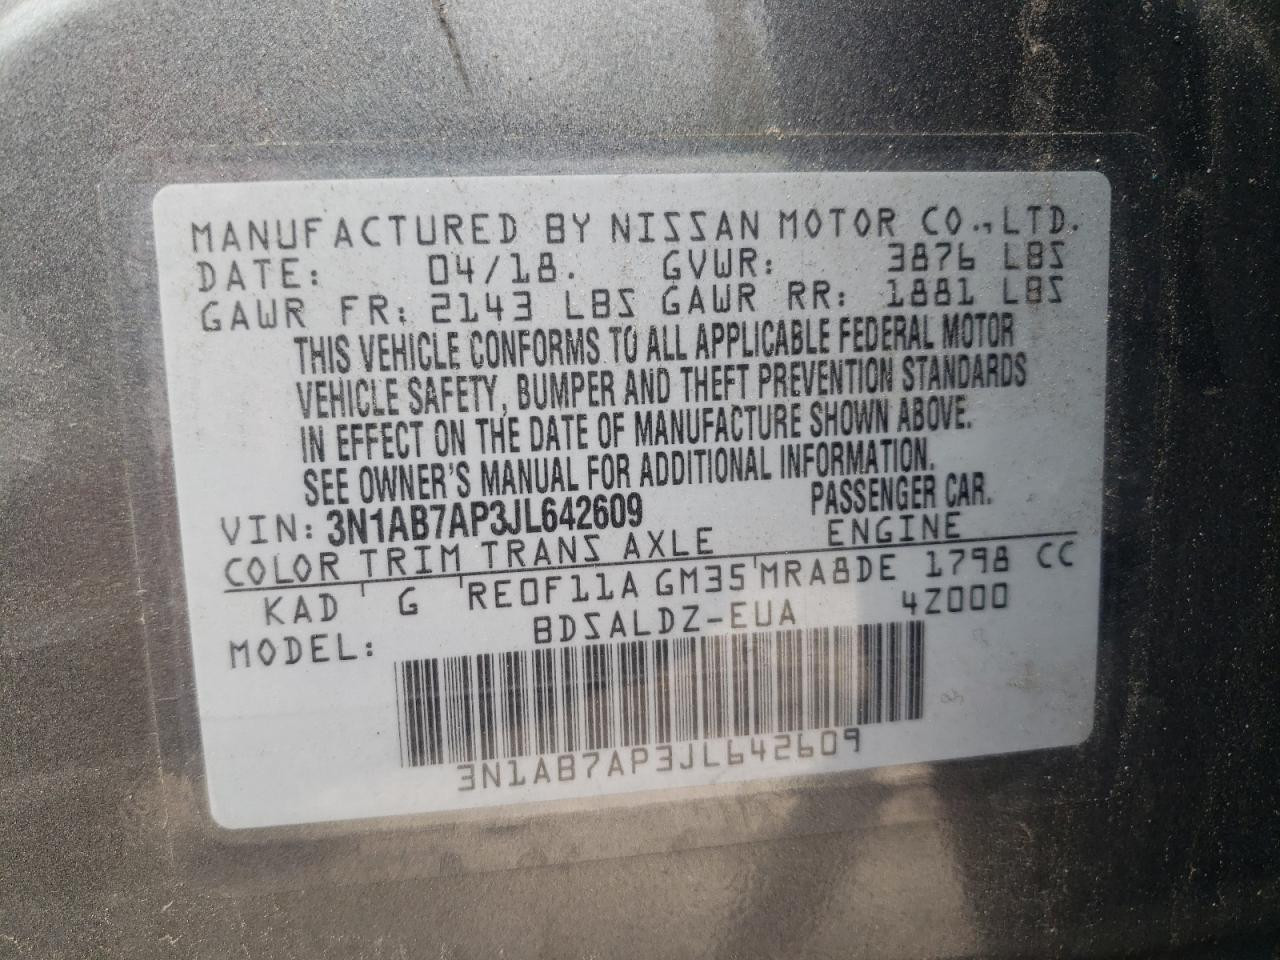 MANUFACTURED BY NISSAN MOTOR CO., LTD.
DATE: 04/18. GVWR: 3876 LBS
GAWR FR: 2143 LBS GAWR RR: 1881 LBS
THIS VEHICLE CONFORMS TO ALL APPLICABLE FEDERAL MOTOR
VEHICLE SAFETY, BUMPER AND THEFT PREVENTION STANDARDS
IN EFFECT ON THE DATE OF MANUFACTURE SHOWN ABOVE.
SEE OWNER'S MANUAL FOR ADDITIONAL INFORMATION.
VIN: 3N1AB7AP3JL642609 PASSENGER CAR.
COLOR TRIM TRANS AXLE ENGINE
KAD G RE0F11A GM35 MRA8DE 1798 CC
MODEL: BDSALDZ-EUA 4Z000
3N1AB7AP3JL642609